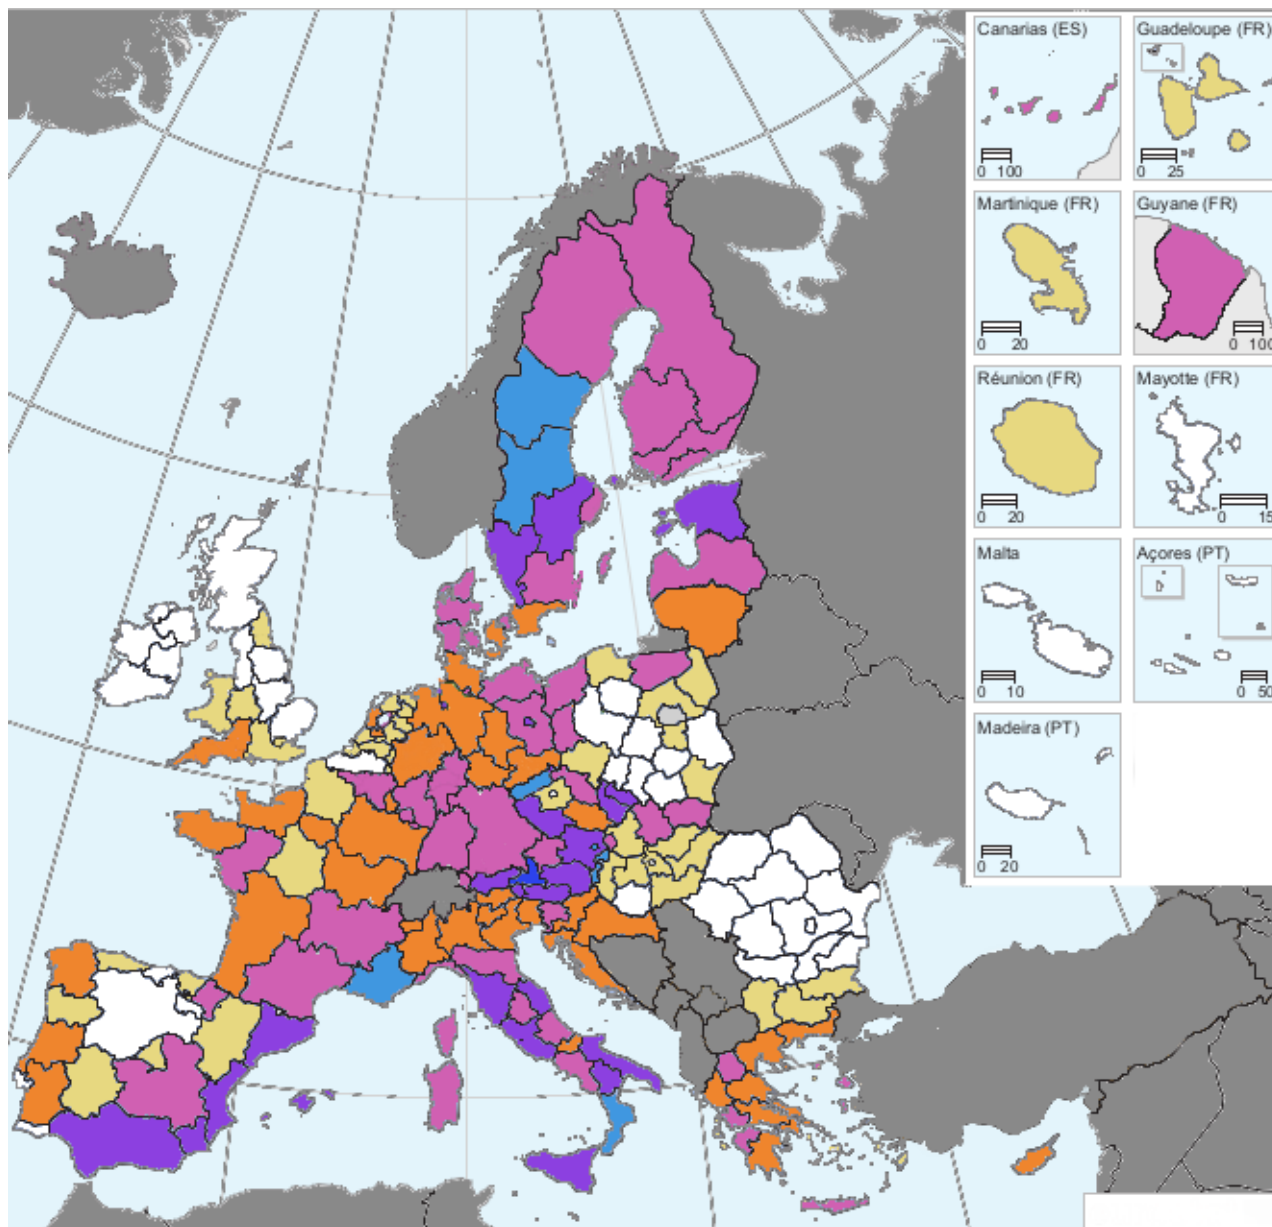 Canarias (ES)
0 100
Guadeloupe (FR)
0 25
Martinique (FR)
0 20
Guyane (FR)
0 100
Réunion (FR)
0 20
Mayotte (FR)
0 15
Malta
0 10
Açores (PT)
0 50
Madeira (PT)
0 20